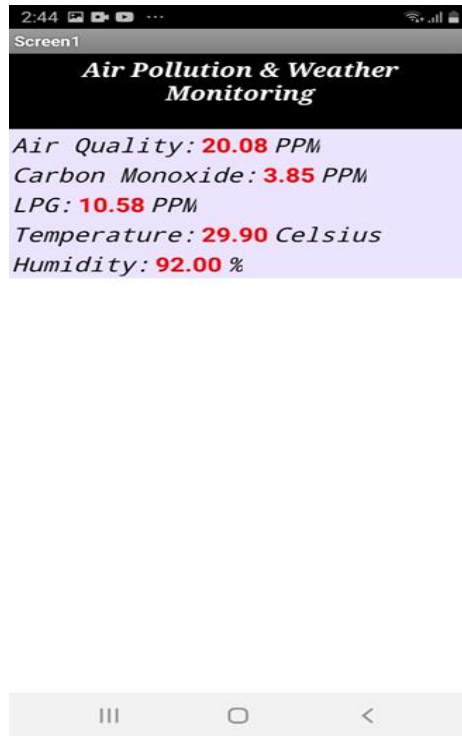 2:44 ...
Screen1
Air Pollution & Weather
Monitoring
Air Quality: 20.08 PPM
Carbon Monoxide: 3.85 PPM
LPG: 10.58 PPM
Temperature: 29.90 Celsius
Humidity: 92.00 %